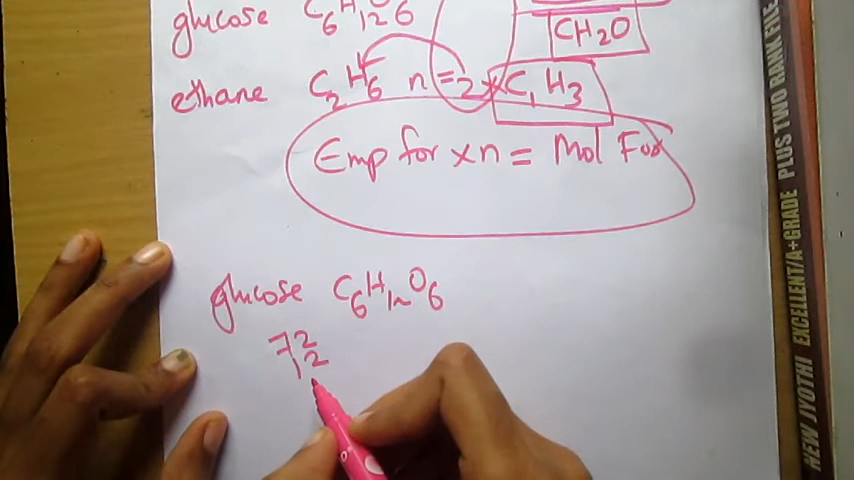 glucose C6H12O6
CH2O
ethane C2H6 n=2 x C1H3
Emp for x n = Mol For
glucose C6H12O6
72
12
NEW JYOTHI EXCELLENT/A+GRADE PLUS TWO RANK FILE